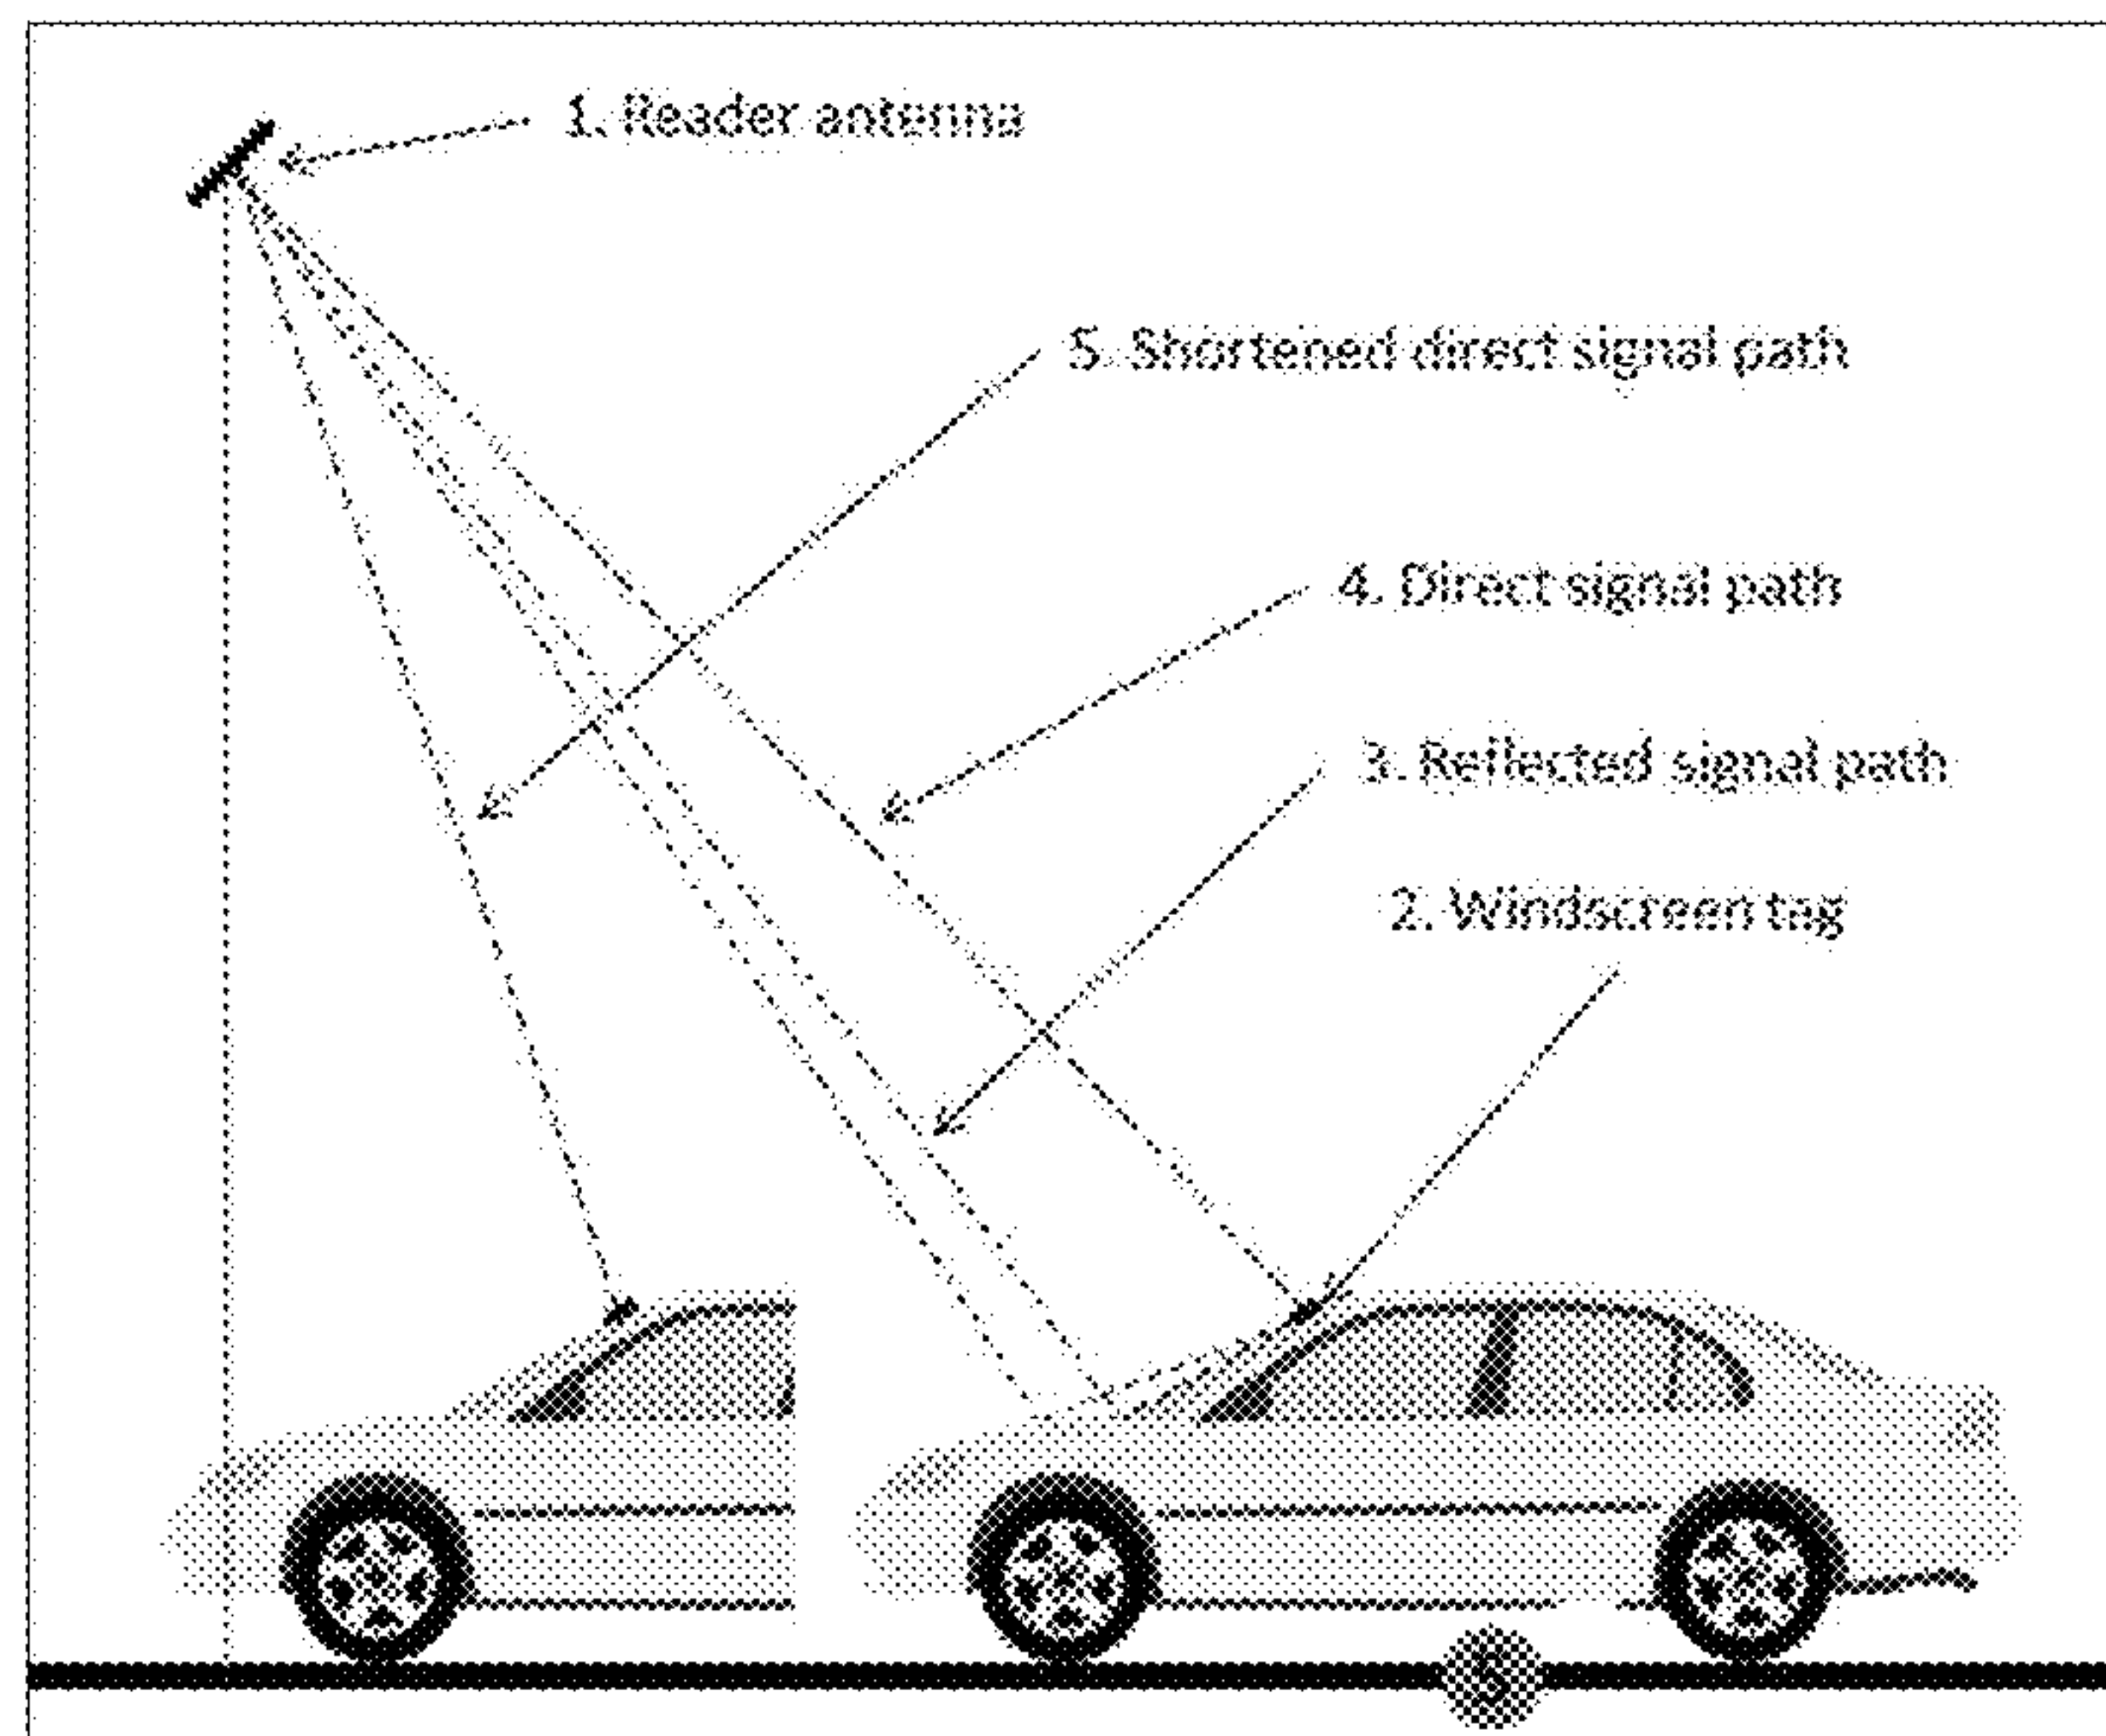 1. Reader antenna
5. Shortened direct signal path
4. Direct signal path
3. Reflected signal path
2. Windscreen tag